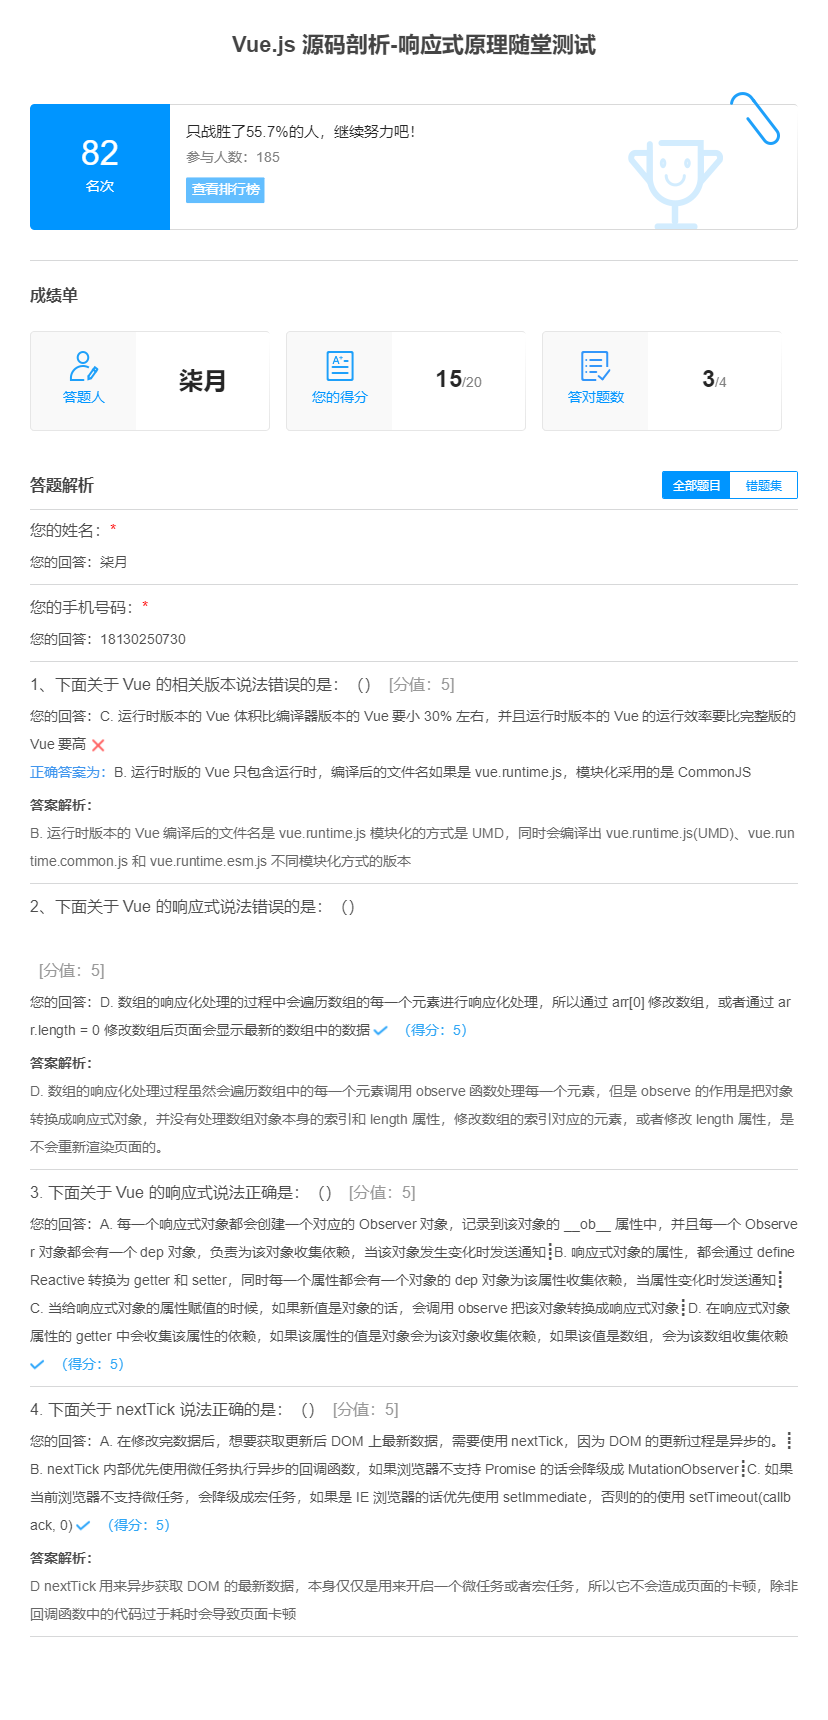 Vue.js 源码剖析-响应式原理随堂测试
82
名次
只战胜了55.7%的人，继续努力吧！
参与人数：185
查看排行榜
成绩单
答题人
柒月
您的得分
15/20
答对题数
3/4
答题解析
全部题目 错题集
您的姓名：*
您的回答：柒月
您的手机号码：*
您的回答：18130250730
1、下面关于 Vue 的相关版本说法错误的是：（） [分值：5]
您的回答：C. 运行时版本的 Vue 体积比编译器版本的 Vue 要小 30% 左右，并且运行时版本的 Vue 的运行效率要比完整版的
Vue 要高
正确答案为：B. 运行时版的 Vue 只包含运行时，编译后的文件名如果是 vue.runtime.js，模块化采用的是 CommonJS
答案解析：
B. 运行时版本的 Vue 编译后的文件名是 vue.runtime.js 模块化的方式是 UMD，同时会编译出 vue.runtime.js(UMD)、vue.run
time.common.js 和 vue.runtime.esm.js 不同模块化方式的版本
2、下面关于 Vue 的响应式说法错误的是：（）
[分值：5]
您的回答：D. 数组的响应化处理的过程中会遍历数组的每一个元素进行响应化处理，所以通过 arr[0] 修改数组，或者通过 ar
r.length = 0 修改数组后页面会显示最新的数组中的数据 （得分：5）
答案解析：
D. 数组的响应化处理过程虽然会遍历数组中的每一个元素调用 observe 函数处理每一个元素，但是 observe 的作用是把对象
转换成响应式对象，并没有处理数组对象本身的索引和 length 属性，修改数组的索引对应的元素，或者修改 length 属性，是
不会重新渲染页面的。
3. 下面关于 Vue 的响应式说法正确是：（） [分值：5]
您的回答：A. 每一个响应式对象都会创建一个对应的 Observer 对象，记录到该对象的 __ob__ 属性中，并且每一个 Observe
r 对象都会有一个 dep 对象，负责为该对象收集依赖，当该对象发生变化时发送通知┋B. 响应式对象的属性，都会通过 define
Reactive 转换为 getter 和 setter，同时每一个属性都会有一个对象的 dep 对象为该属性收集依赖，当属性变化时发送通知┋
C. 当给响应式对象的属性赋值的时候，如果新值是对象的话，会调用 observe 把该对象转换成响应式对象┋D. 在响应式对象
属性的 getter 中会收集该属性的依赖，如果该属性的值是对象会为该对象收集依赖，如果该值是数组，会为该数组收集依赖
（得分：5）
4. 下面关于 nextTick 说法正确的是：（） [分值：5]
您的回答：A. 在修改完数据后，想要获取更新后 DOM 上最新数据，需要使用 nextTick，因为 DOM 的更新过程是异步的。┋
B. nextTick 内部优先使用微任务执行异步的回调函数，如果浏览器不支持 Promise 的话会降级成 MutationObserver┋C. 如果
当前浏览器不支持微任务，会降级成宏任务，如果是 IE 浏览器的话优先使用 setImmediate，否则的的使用 setTimeout(callb
ack, 0) （得分：5）
答案解析：
D nextTick 用来异步获取 DOM 的最新数据，本身仅仅是用来开启一个微任务或者宏任务，所以它不会造成页面的卡顿，除非
回调函数中的代码过于耗时会导致页面卡顿